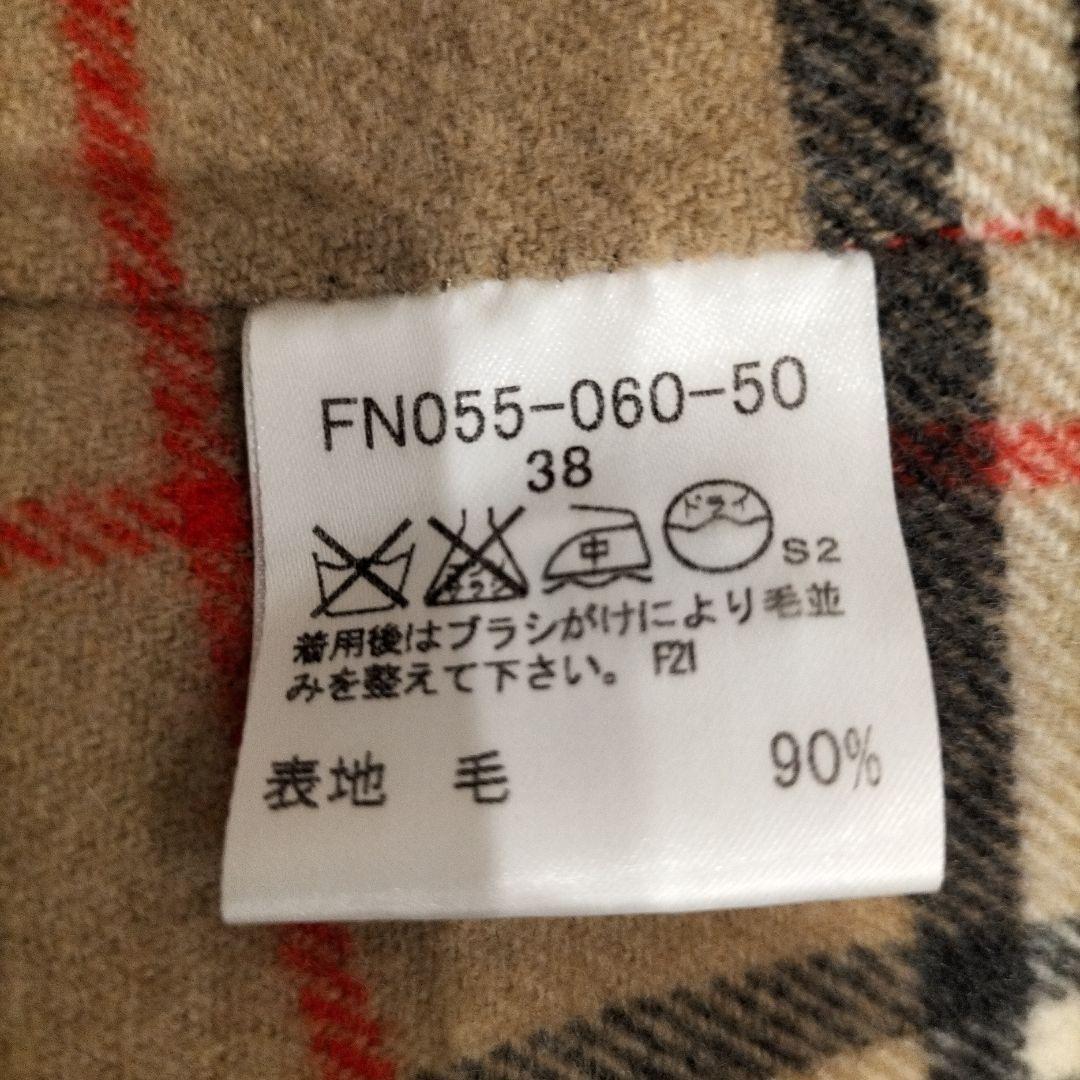 FN055-060-50
38
中
ドライ
S2
着用後はブラシがけにより毛並
みを整えて下さい。 F21
表地 毛 90%